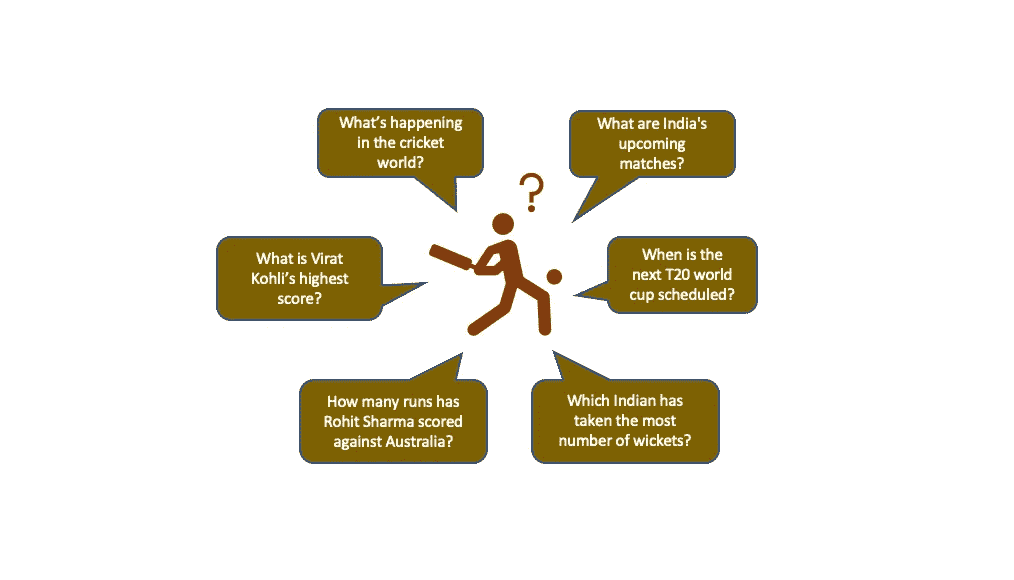 What’s happening
in the cricket
world?
What are India's
upcoming
matches?
?
What is Virat
Kohli’s highest
score?
When is the
next T20 world
cup scheduled?
How many runs has
Rohit Sharma scored
against Australia?
Which Indian has
taken the most
number of wickets?